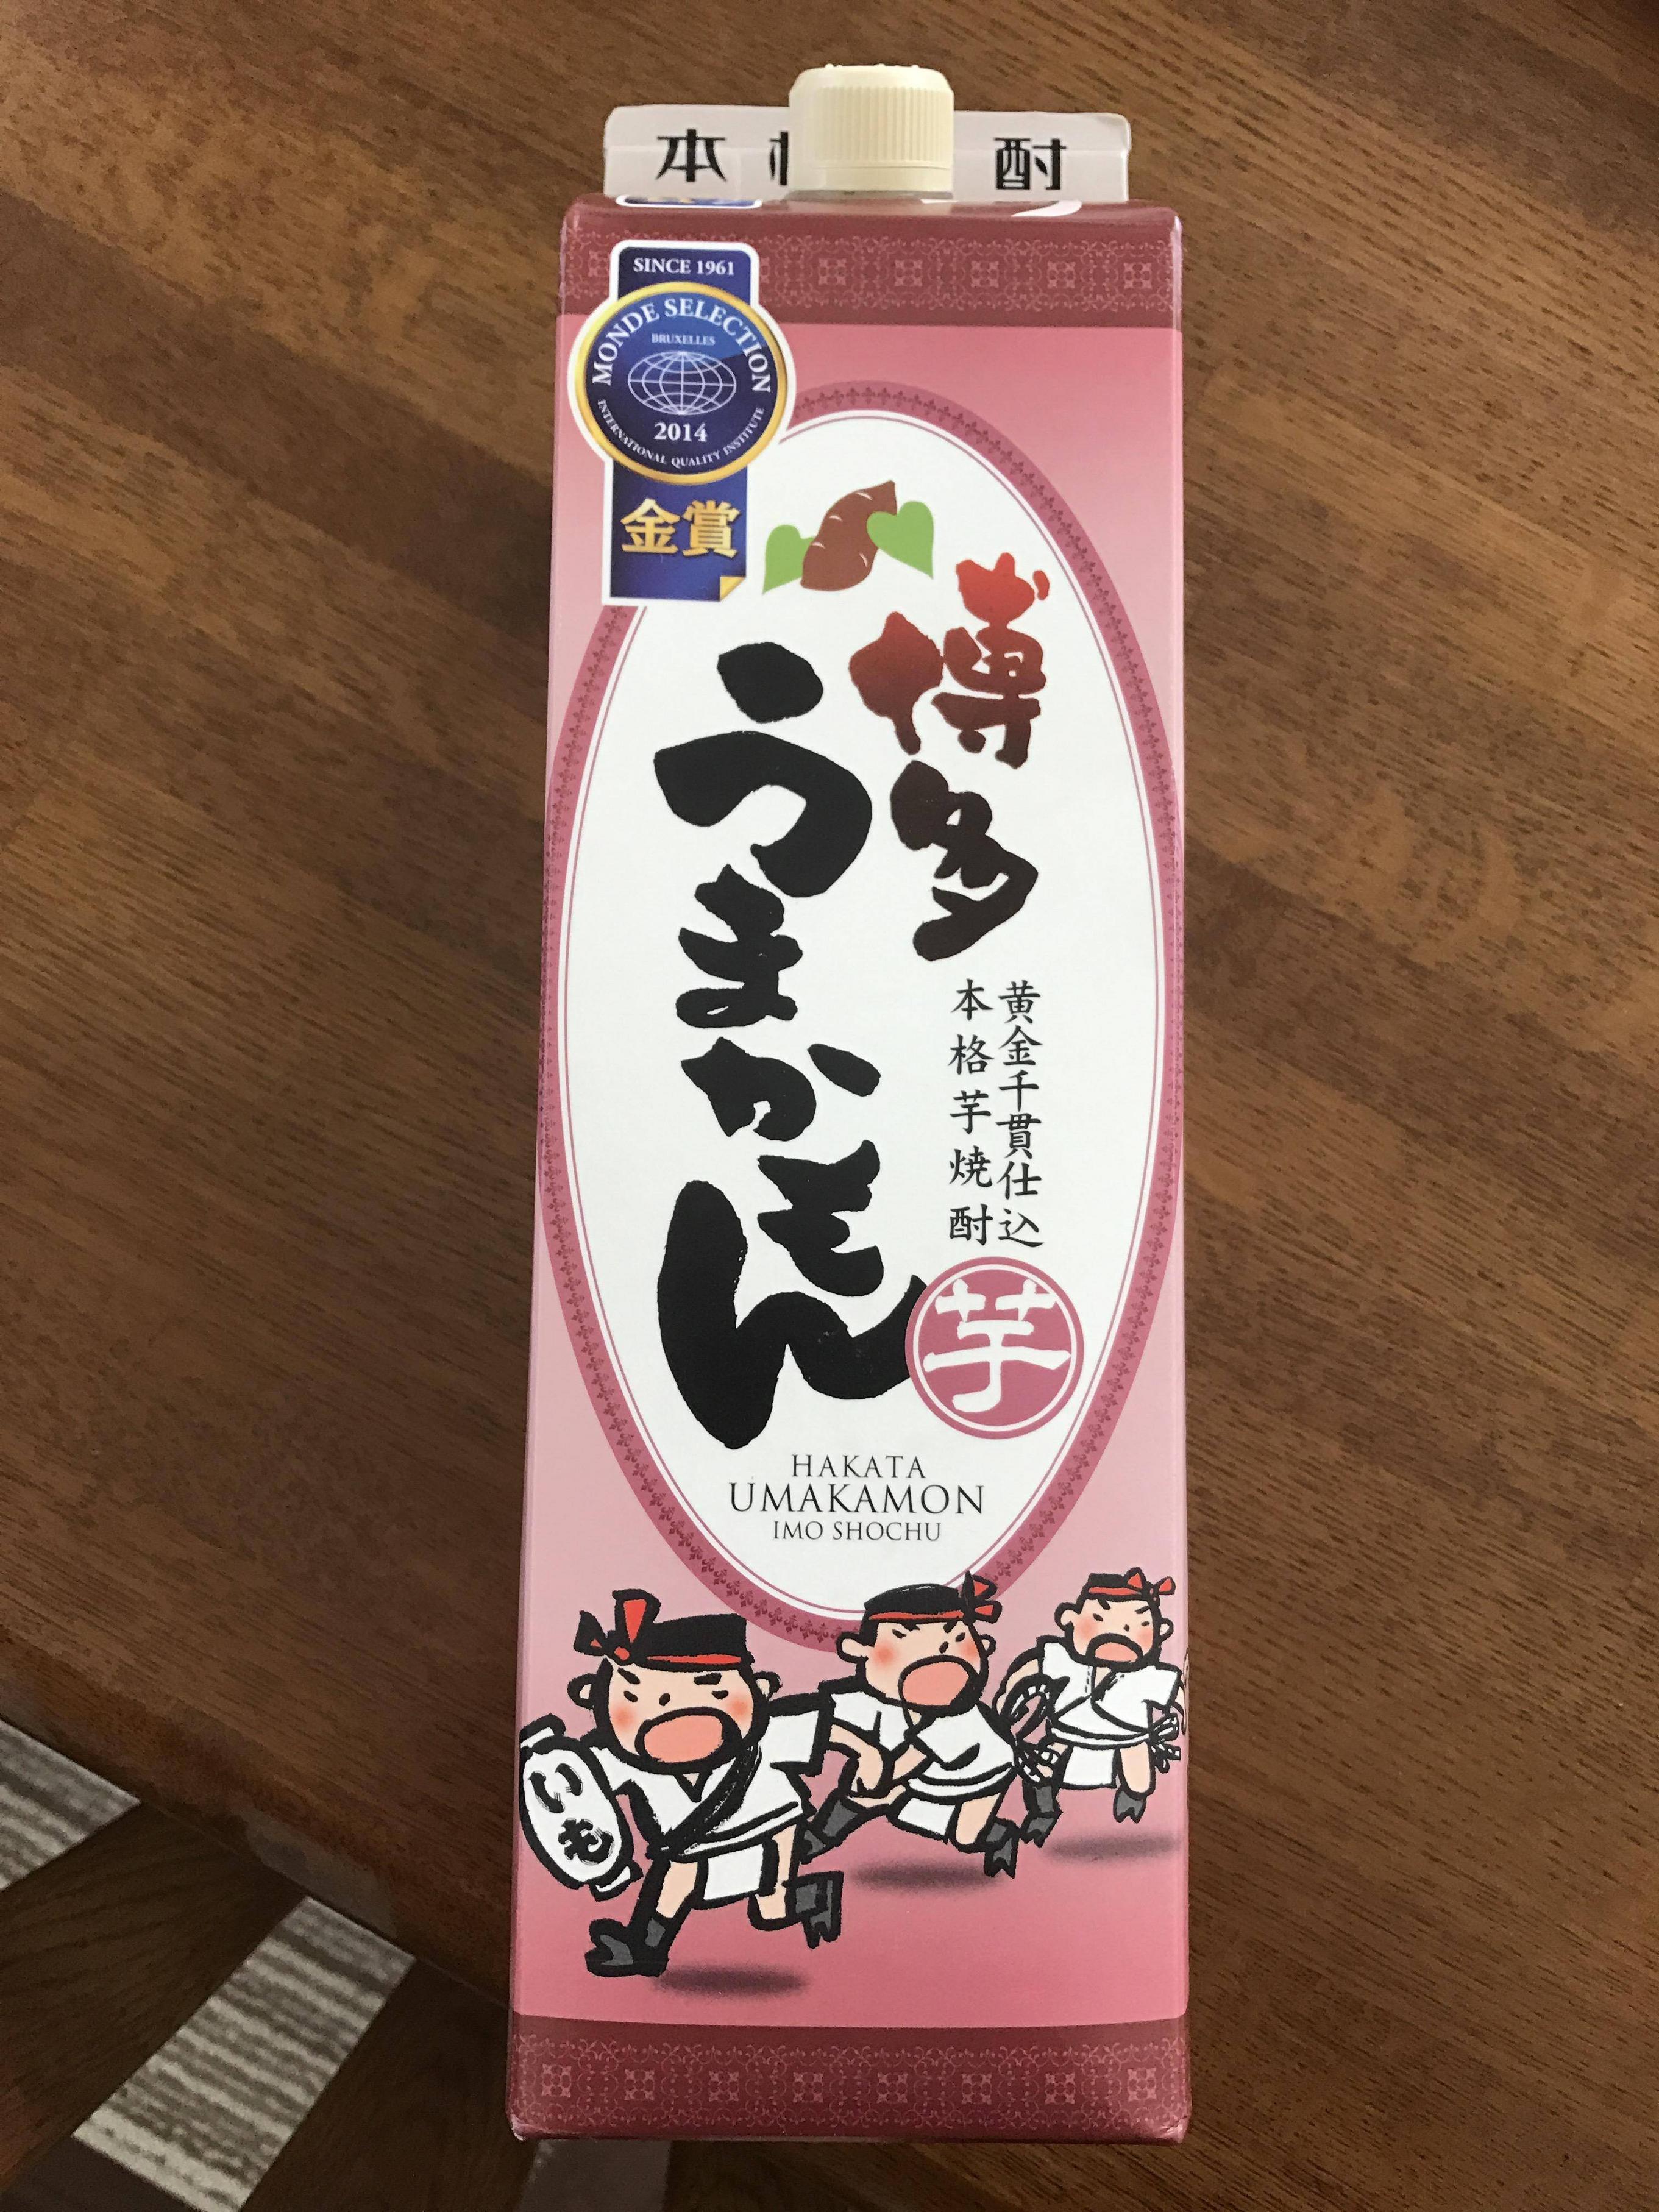 本
酎
SINCE 1961
MONDE SELECTION
BRUXELLES
2014
INTERNATIONAL QUALITY INSTITUTE
金賞
博多
うまかもん
黄金千貫仕込
本格芋焼酎
芋
HAKATA
UMAKAMON
IMO SHOCHU
いも